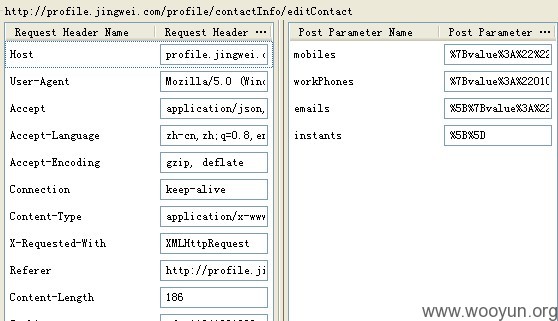 http://profile.jingwei.com/profile/contactInfo/editContact
Request Header Name Request Header ... Post Parameter Name Post Parameter ...
Host profile.jingwei.c mobiles %7Bvalue%3A%22%22
User-Agent Mozilla/5.0 (Wind workPhones %7Bvalue%3A%22010
Accept application/json, emails %5B%7Bvalue%3A%22
Accept-Language zh-cn,zh;q=0.8,en instants %5B%5D
Accept-Encoding gzip, deflate
Connection keep-alive
Content-Type application/x-www
X-Requested-With XMLHttpRequest
Referer http://profile.ji
Content-Length 186
www.wooyun.org